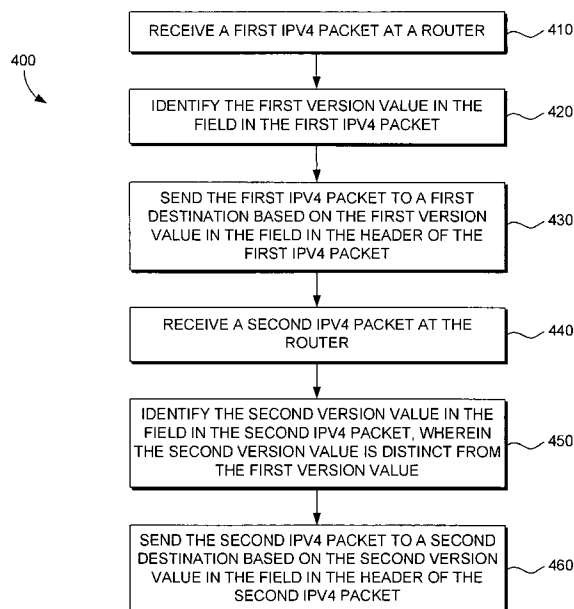 RECEIVE A FIRST IPV4 PACKET AT A ROUTER
410
400
IDENTIFY THE FIRST VERSION VALUE IN THE
FIELD IN THE FIRST IPV4 PACKET
420
SEND THE FIRST IPV4 PACKET TO A FIRST
DESTINATION BASED ON THE FIRST VERSION
VALUE IN THE FIELD IN THE HEADER OF THE
FIRST IPV4 PACKET
430
RECEIVE A SECOND IPV4 PACKET AT THE
ROUTER
440
IDENTIFY THE SECOND VERSION VALUE IN THE
FIELD IN THE SECOND IPV4 PACKET, WHEREIN
THE SECOND VERSION VALUE IS DISTINCT FROM
THE FIRST VERSION VALUE
450
SEND THE SECOND IPV4 PACKET TO A SECOND
DESTINATION BASED ON THE SECOND VERSION
VALUE IN THE FIELD IN THE HEADER OF THE
SECOND IPV4 PACKET
460